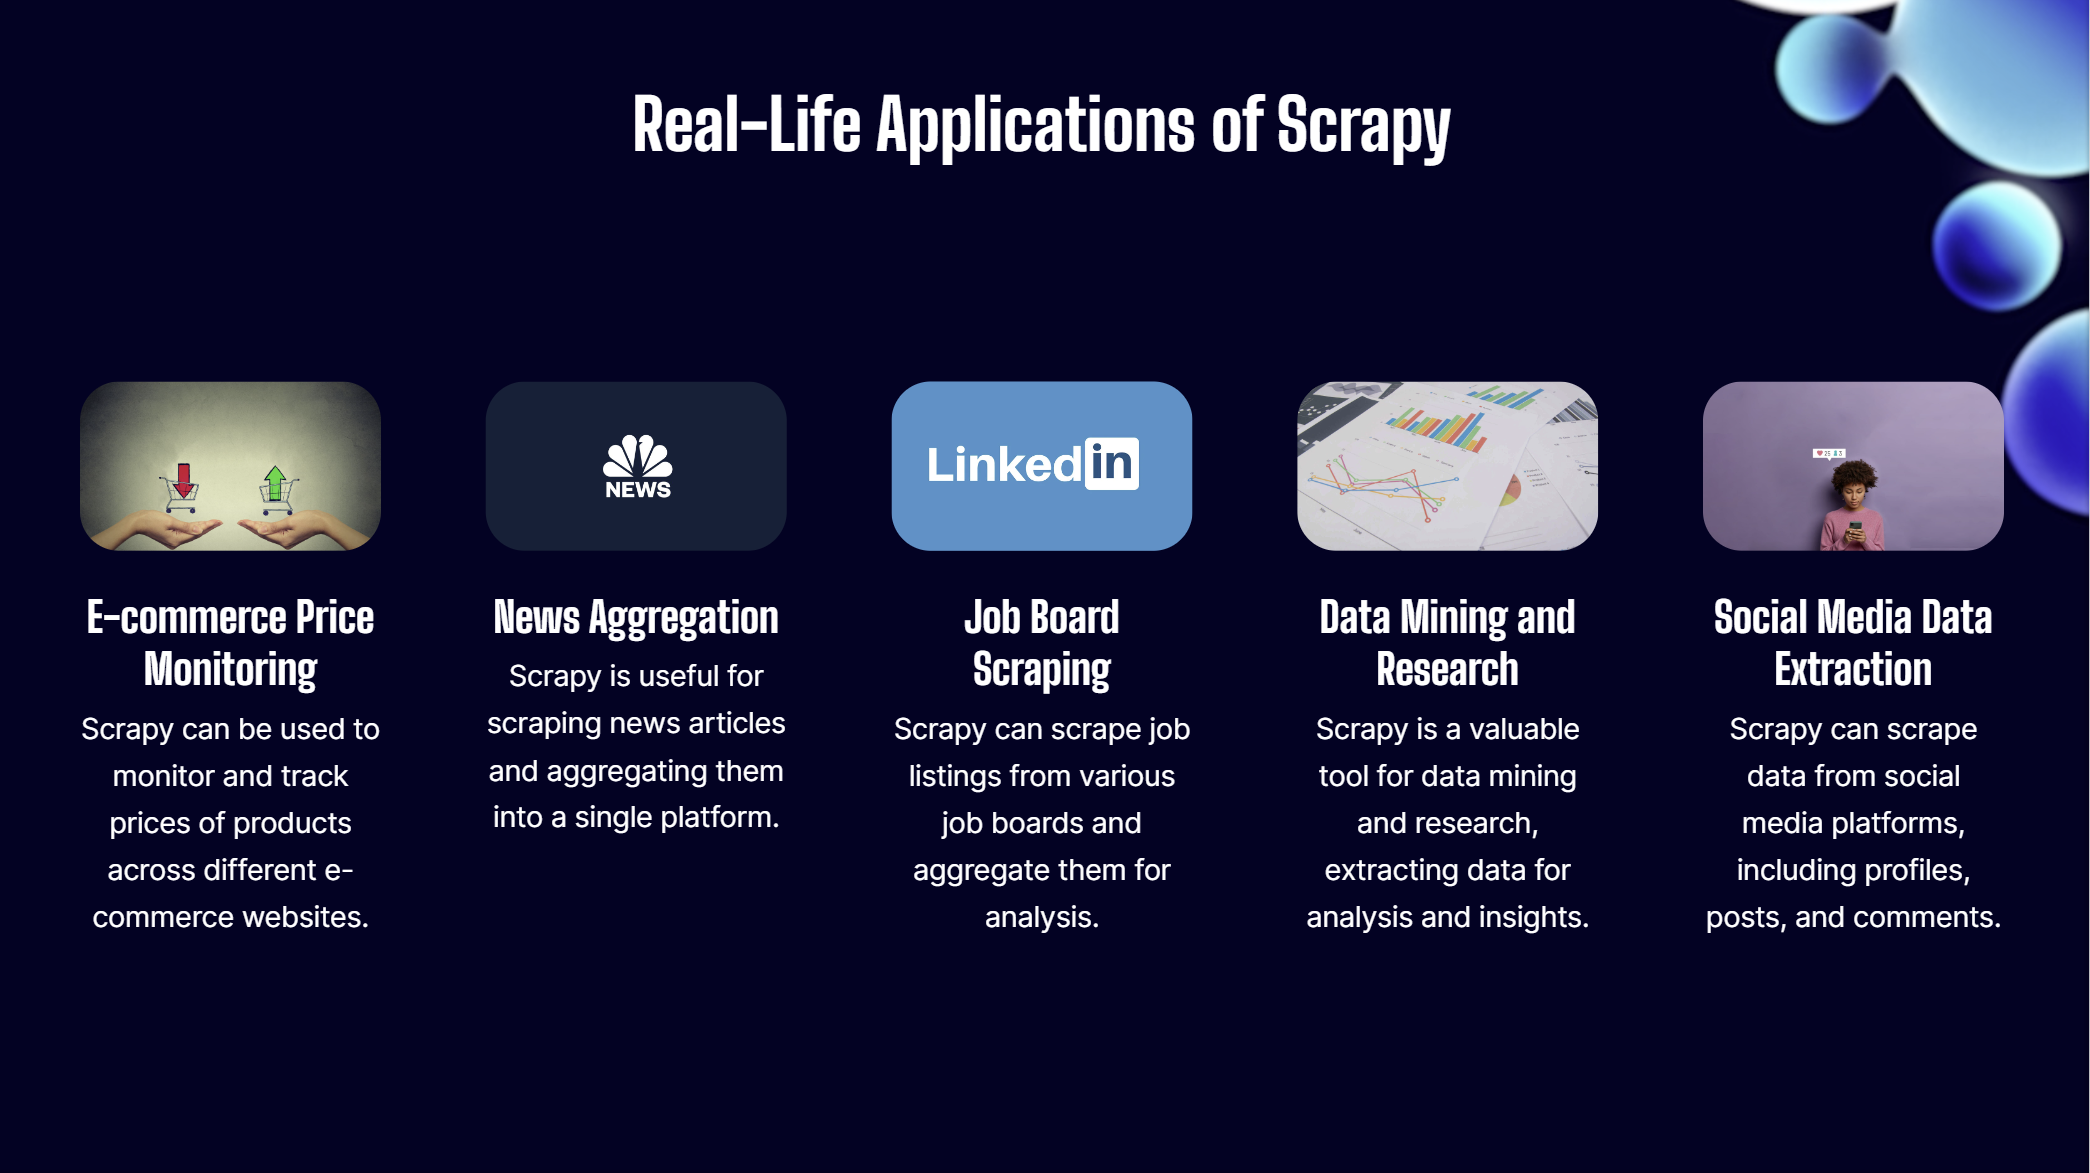 Real-Life Applications of Scrapy
NEWS
Linkedin
E-commerce Price
Monitoring
Scrapy can be used to
monitor and track
prices of products
across different e-
commerce websites.
News Aggregation
Scrapy is useful for
scraping news articles
and aggregating them
into a single platform.
Job Board
Scraping
Scrapy can scrape job
listings from various
job boards and
aggregate them for
analysis.
Data Mining and
Research
Scrapy is a valuable
tool for data mining
and research,
extracting data for
analysis and insights.
Social Media Data
Extraction
Scrapy can scrape
data from social
media platforms,
including profiles,
posts, and comments.